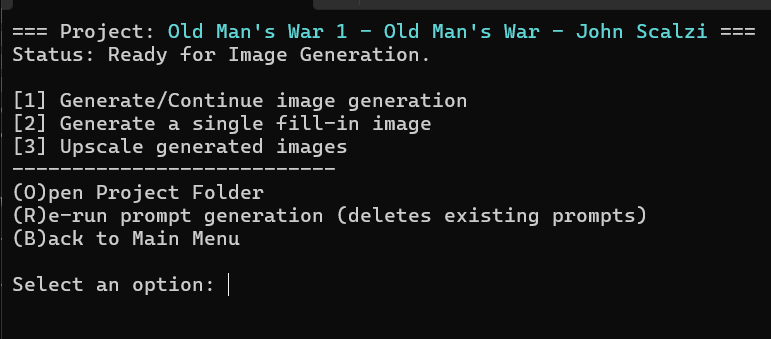 === Project: Old Man's War 1 - Old Man's War - John Scalzi ===
Status: Ready for Image Generation.
[1] Generate/Continue image generation
[2] Generate a single fill-in image
[3] Upscale generated images
---------------------------
(O)pen Project Folder
(R)e-run prompt generation (deletes existing prompts)
(B)ack to Main Menu
Select an option: